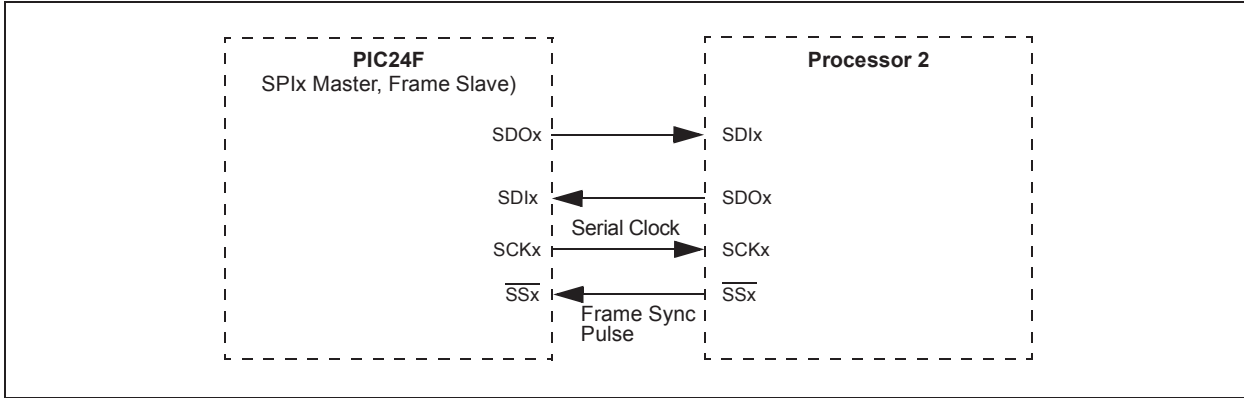 PIC24F
SPIx Master, Frame Slave)
Processor 2
SDOx
SDIx
SDIx
SDOx
Serial Clock
SCKx
SCKx
SSx
SSx
Frame Sync
Pulse